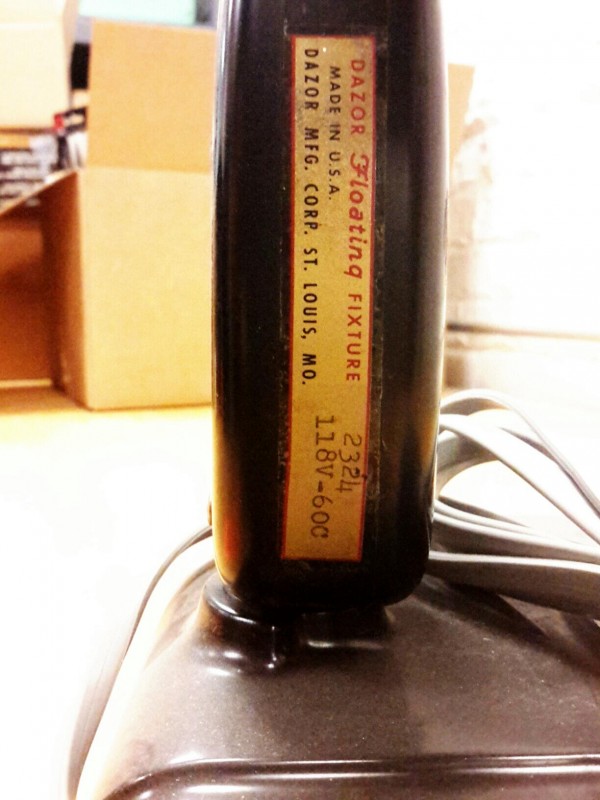 DAZOR Floating FIXTURE
MADE IN U.S.A.
DAZOR MFG. CORP. ST. LOUIS, MO.
2324
118V-60C